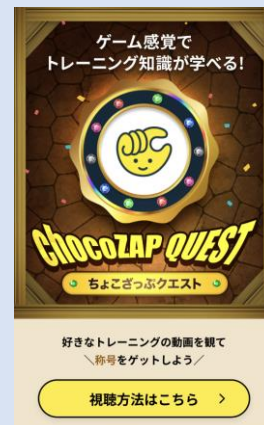 ゲーム感覚で
トレーニング知識が学べる!
CHOCOZAP QUEST
ちょこざっぷクエスト
好きなトレーニングの動画を観て
＼称号をゲットしよう／
視聴方法はこちら